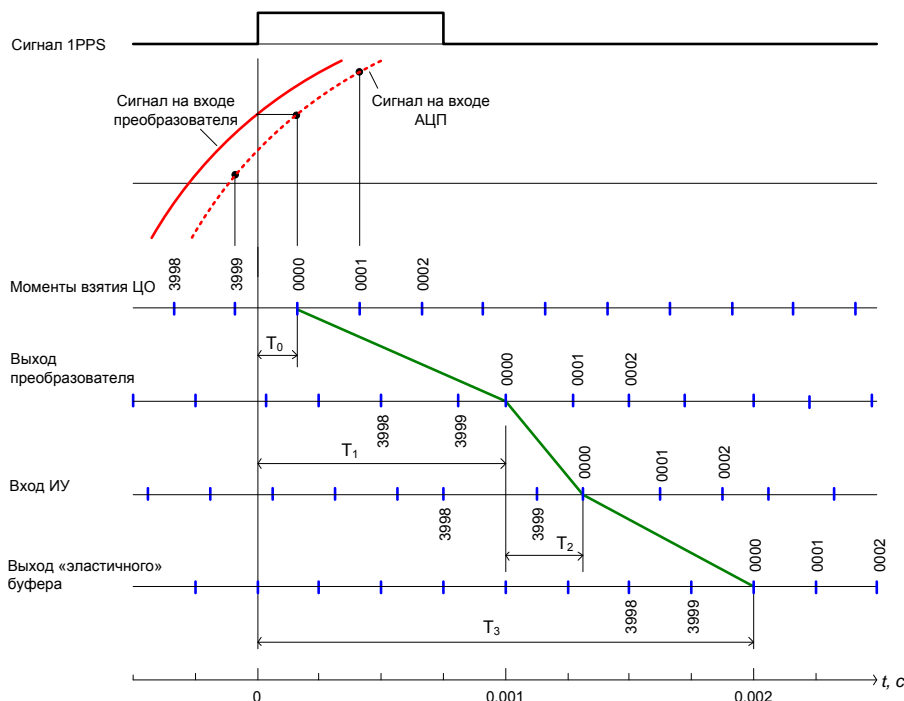 Сигнал 1PPS
Сигнал на входе
преобразователя
Сигнал на входе
АЦП
Моменты взятия ЦО
3998
3999
0000
0001
0002
T0
Выход
преобразователя
0000
0001
0002
3998
3999
T1
Вход ИУ
0000
0001
0002
3998
3999
T2
Выход «эластичного»
буфера
0000
0001
0002
3998
3999
T3
0
0.001
0.002
t, c